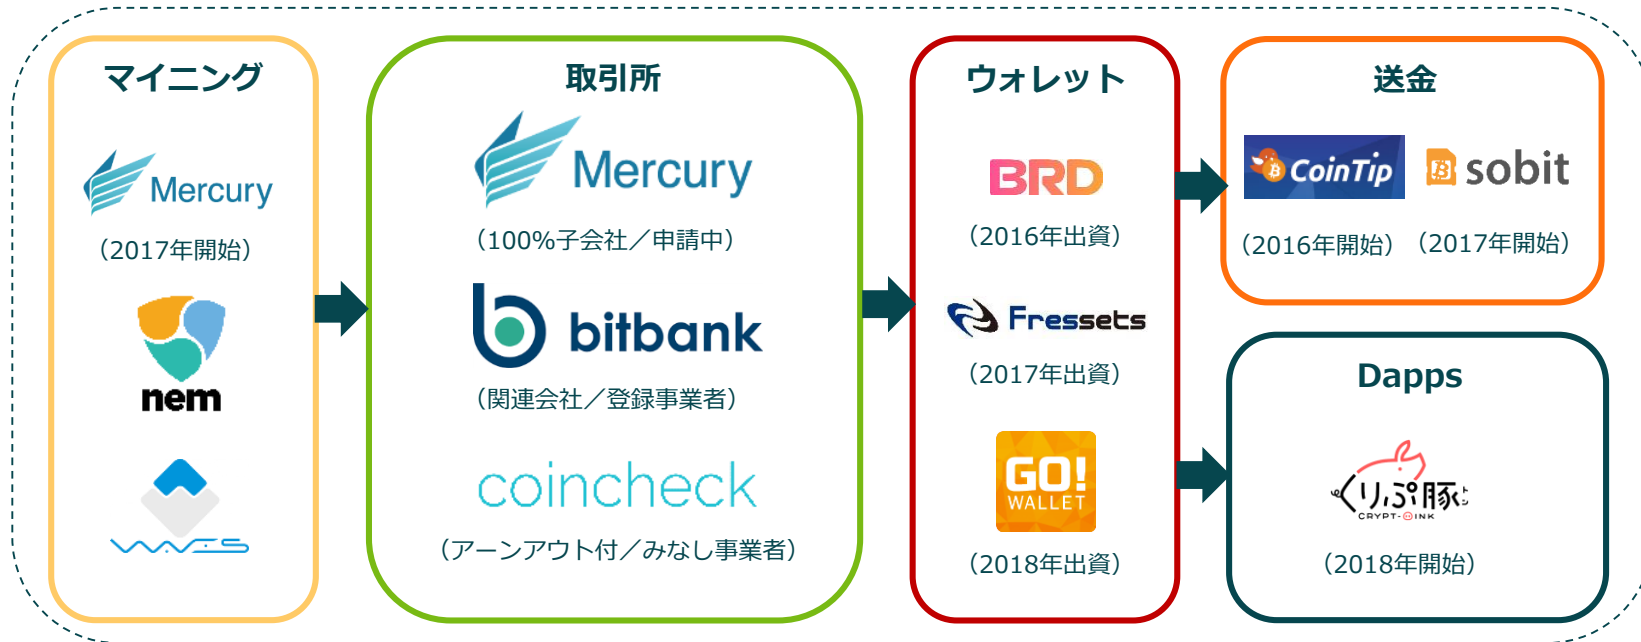 マイニング
Mercury
（2017年開始）
nem
WAVES
取引所
Mercury
（100%子会社／申請中）
bitbank
（関連会社／登録事業者）
coincheck
（アーンアウト付／みなし事業者）
ウォレット
BRD
（2016年出資）
Fressets
（2017年出資）
GO!
WALLET
（2018年出資）
送金
CoinTip
sobit
（2016年開始）
（2017年開始）
Dapps
くりぷ豚
トン
CRYPT-OINK
（2018年開始）